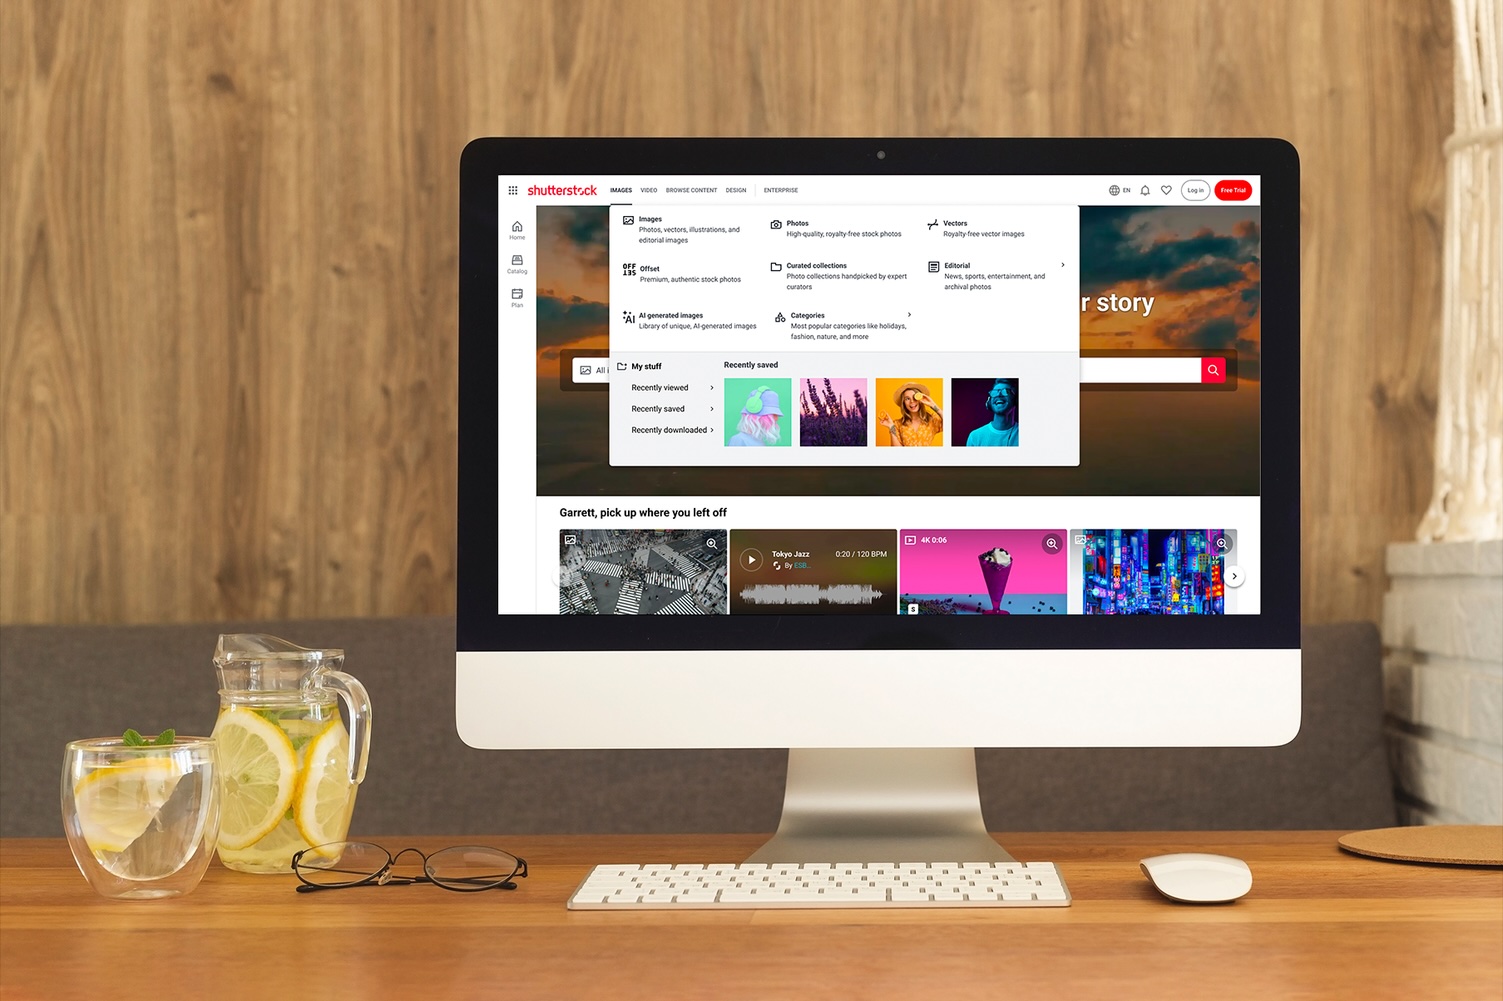 shutterstock IMAGES VIDEO BROWSE CONTENT DESIGN ENTERPRISE EN Log in Free Trial
Home
Catalog
Plan
Images
Photos, vectors, illustrations, and
editorial images
Photos
High-quality, royalty-free stock photos
Vectors
Royalty-free vector images
OFF
SET
Offset
Premium, authentic stock photos
Curated collections
Photo collections handpicked by expert
curators
Editorial
News, sports, entertainment, and
archival photos
AI
AI generated images
Library of unique, AI-generated images
Categories
Most popular categories like holidays,
fashion, nature, and more
r story
All i
My stuff
Recently viewed
Recently saved
Recently downloaded
Recently saved
Garrett, pick up where you left off
Tokyo Jazz 0:20 / 120 BPM
By ESB...
4K 0:06
S